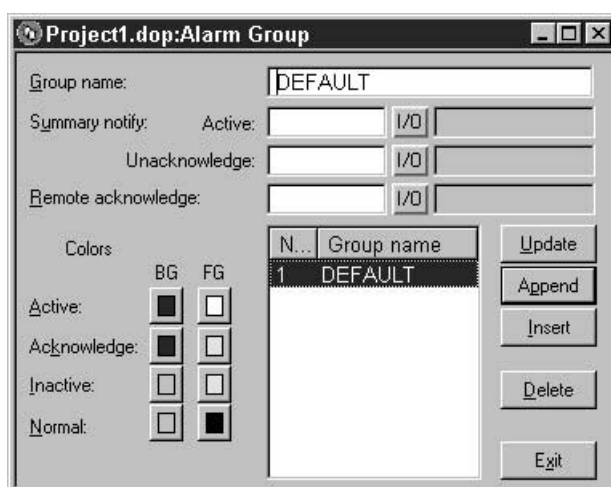 Project1.dop:Alarm Group
Group name: DEFAULT
Summary notify: Active: I/O
Unacknowledge: I/O
Remote acknowledge: I/O
Colors
BG FG
Active:
Acknowledge:
Inactive:
Normal:
N... Group name
1 DEFAULT
Update
Append
Insert
Delete
Exit